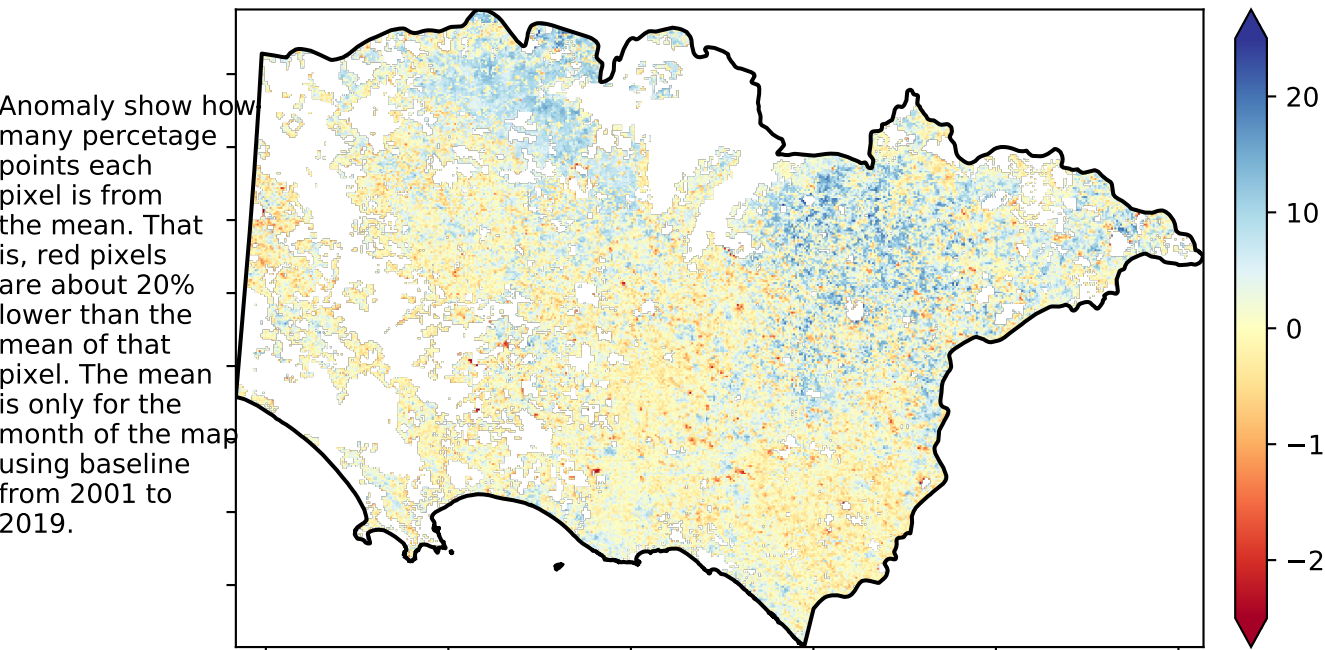 Anomaly show how
many percetage
points each
pixel is from
the mean. That
is, red pixels
are about 20%
lower than the
mean of that
pixel. The mean
is only for the
month of the map
using baseline
from 2001 to
2019.
20
10
0
−1
−2